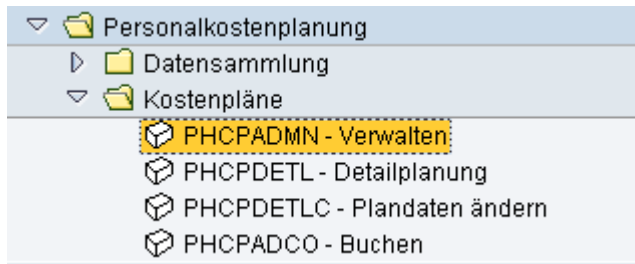 Personalkostenplanung
Datensammlung
Kostenpläne
PHCPADMN - Verwalten
PHCPDETL - Detailplanung
PHCPDETLC - Plandaten ändern
PHCPADCO - Buchen